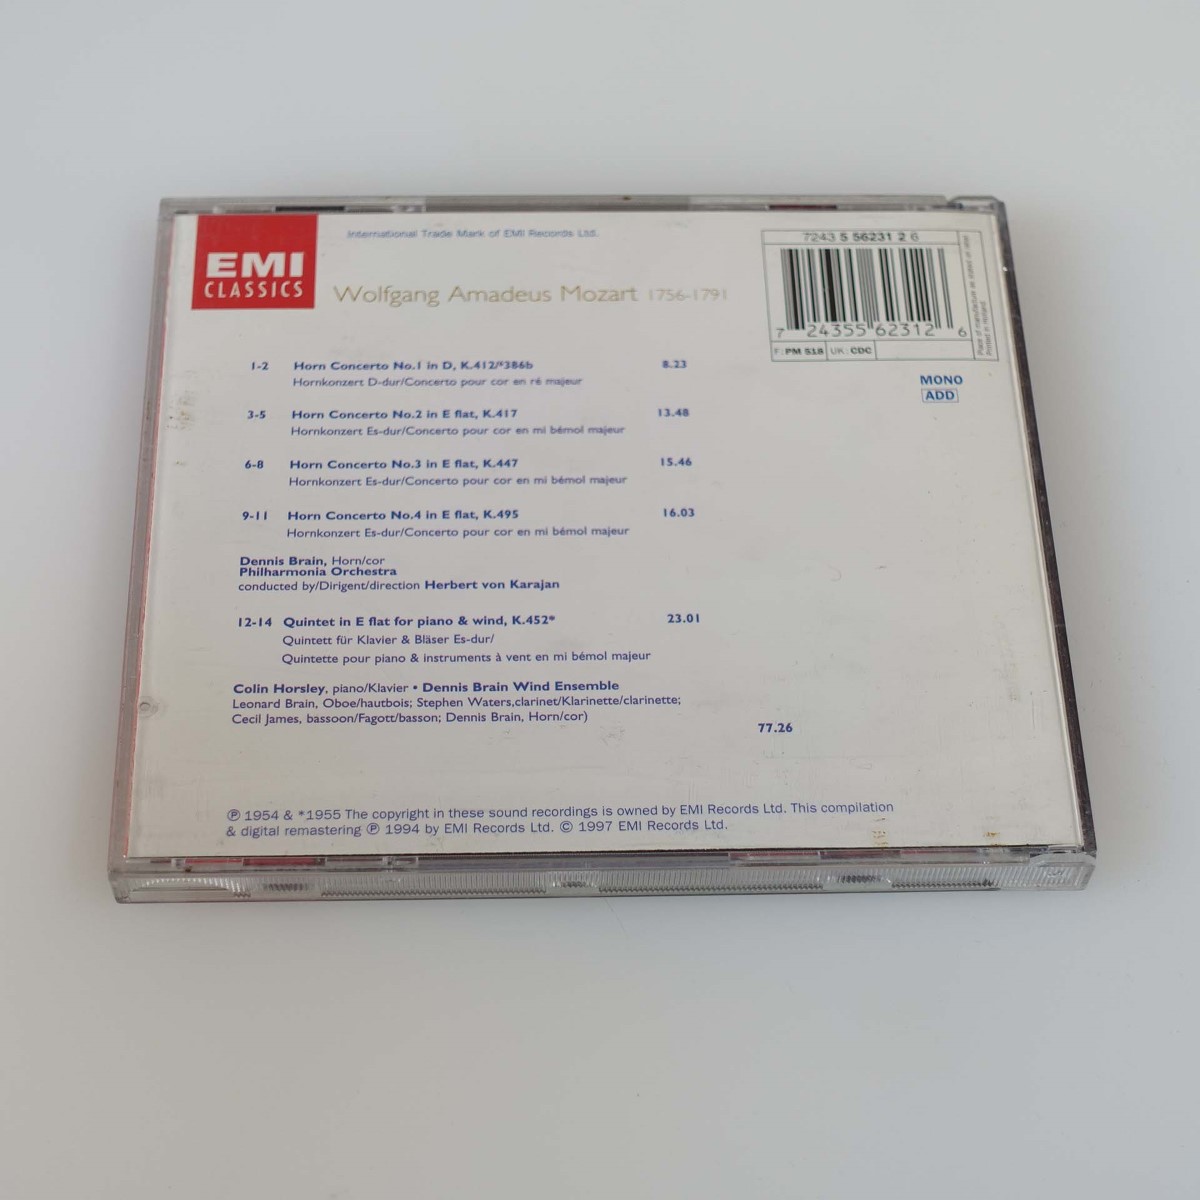 International Trade Mark of EMI Records Ltd.
EMI
CLASSICS
Wolfgang Amadeus Mozart 1756-1791
7243 5 56231 2 6
7 24355 62312 6
F: PM 518 UK: CDC
Printed in Holland
MONO
ADD
1-2 Horn Concerto No.1 in D, K.412/*386b 8.23
Hornkonzert D-dur/Concerto pour cor en ré majeur
3-5 Horn Concerto No.2 in E flat, K.417 13.48
Hornkonzert Es-dur/Concerto pour cor en mi bémol majeur
6-8 Horn Concerto No.3 in E flat, K.447 15.46
Hornkonzert Es-dur/Concerto pour cor en mi bémol majeur
9-11 Horn Concerto No.4 in E flat, K.495 16.03
Hornkonzert Es-dur/Concerto pour cor en mi bémol majeur
Dennis Brain, Horn/cor
Philharmonia Orchestra
conducted by/Dirigent/direction Herbert von Karajan
12-14 Quintet in E flat for piano & wind, K.452* 23.01
Quintett für Klavier & Bläser Es-dur/
Quintette pour piano & instruments à vent en mi bémol majeur
Colin Horsley, piano/Klavier • Dennis Brain Wind Ensemble
Leonard Brain, Oboe/hautbois; Stephen Waters,clarinet/Klarinette/clarinette;
Cecil James, bassoon/Fagott/basson; Dennis Brain, Horn/cor)
77.26
℗ 1954 & *1955 The copyright in these sound recordings is owned by EMI Records Ltd. This compilation
& digital remastering ℗ 1994 by EMI Records Ltd. © 1997 EMI Records Ltd.